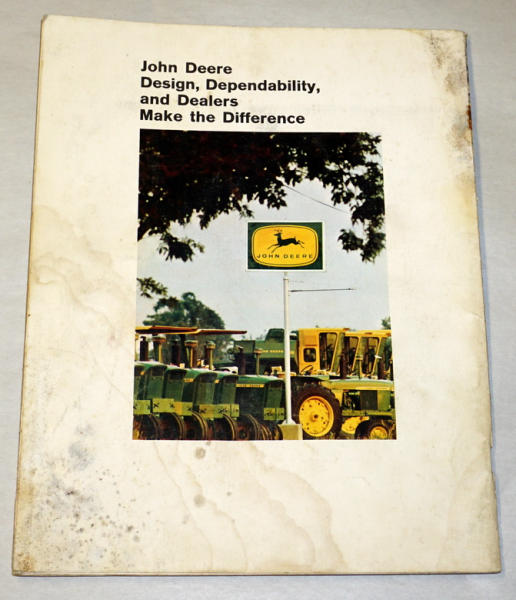 John Deere
Design, Dependability,
and Dealers
Make the Difference
JOHN DEERE